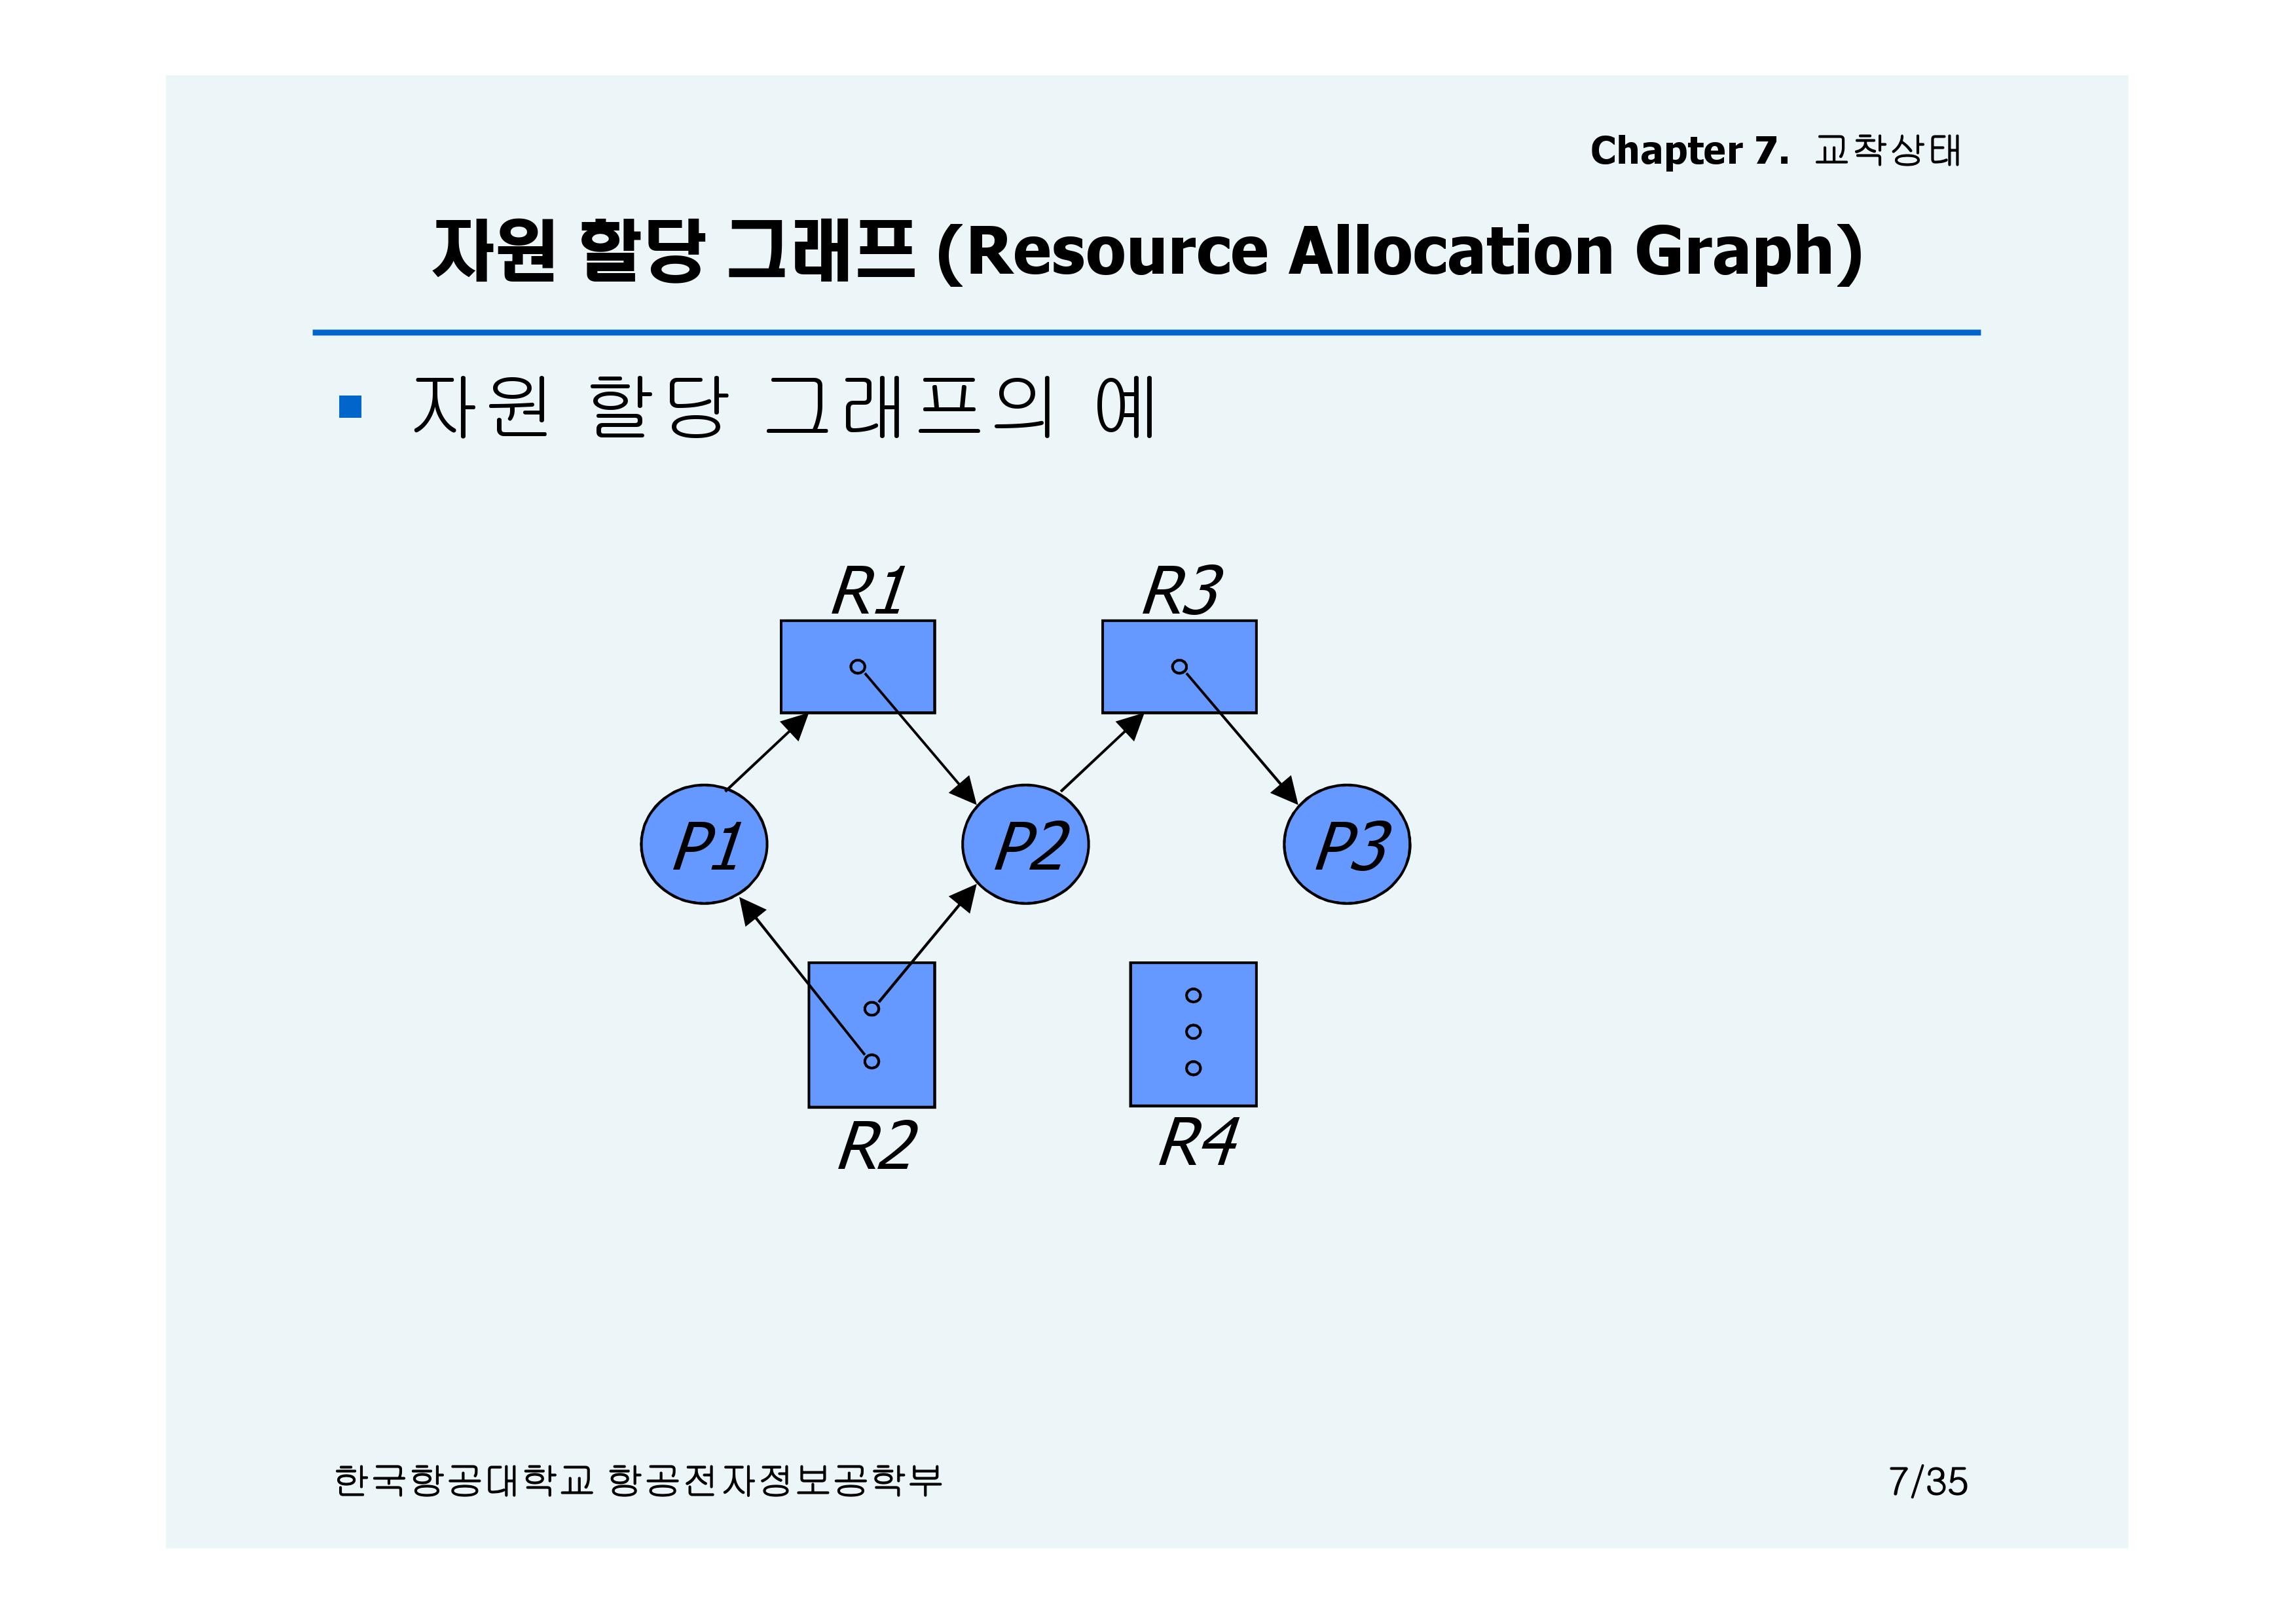 Chapter 7. 교착상태
자원 할당 그래프 (Resource Allocation Graph)
자원 할당 그래프의 예
R1 R3
P1 P2 P3
R2 R4
한국항공대학교 항공전자정보공학부 7/35